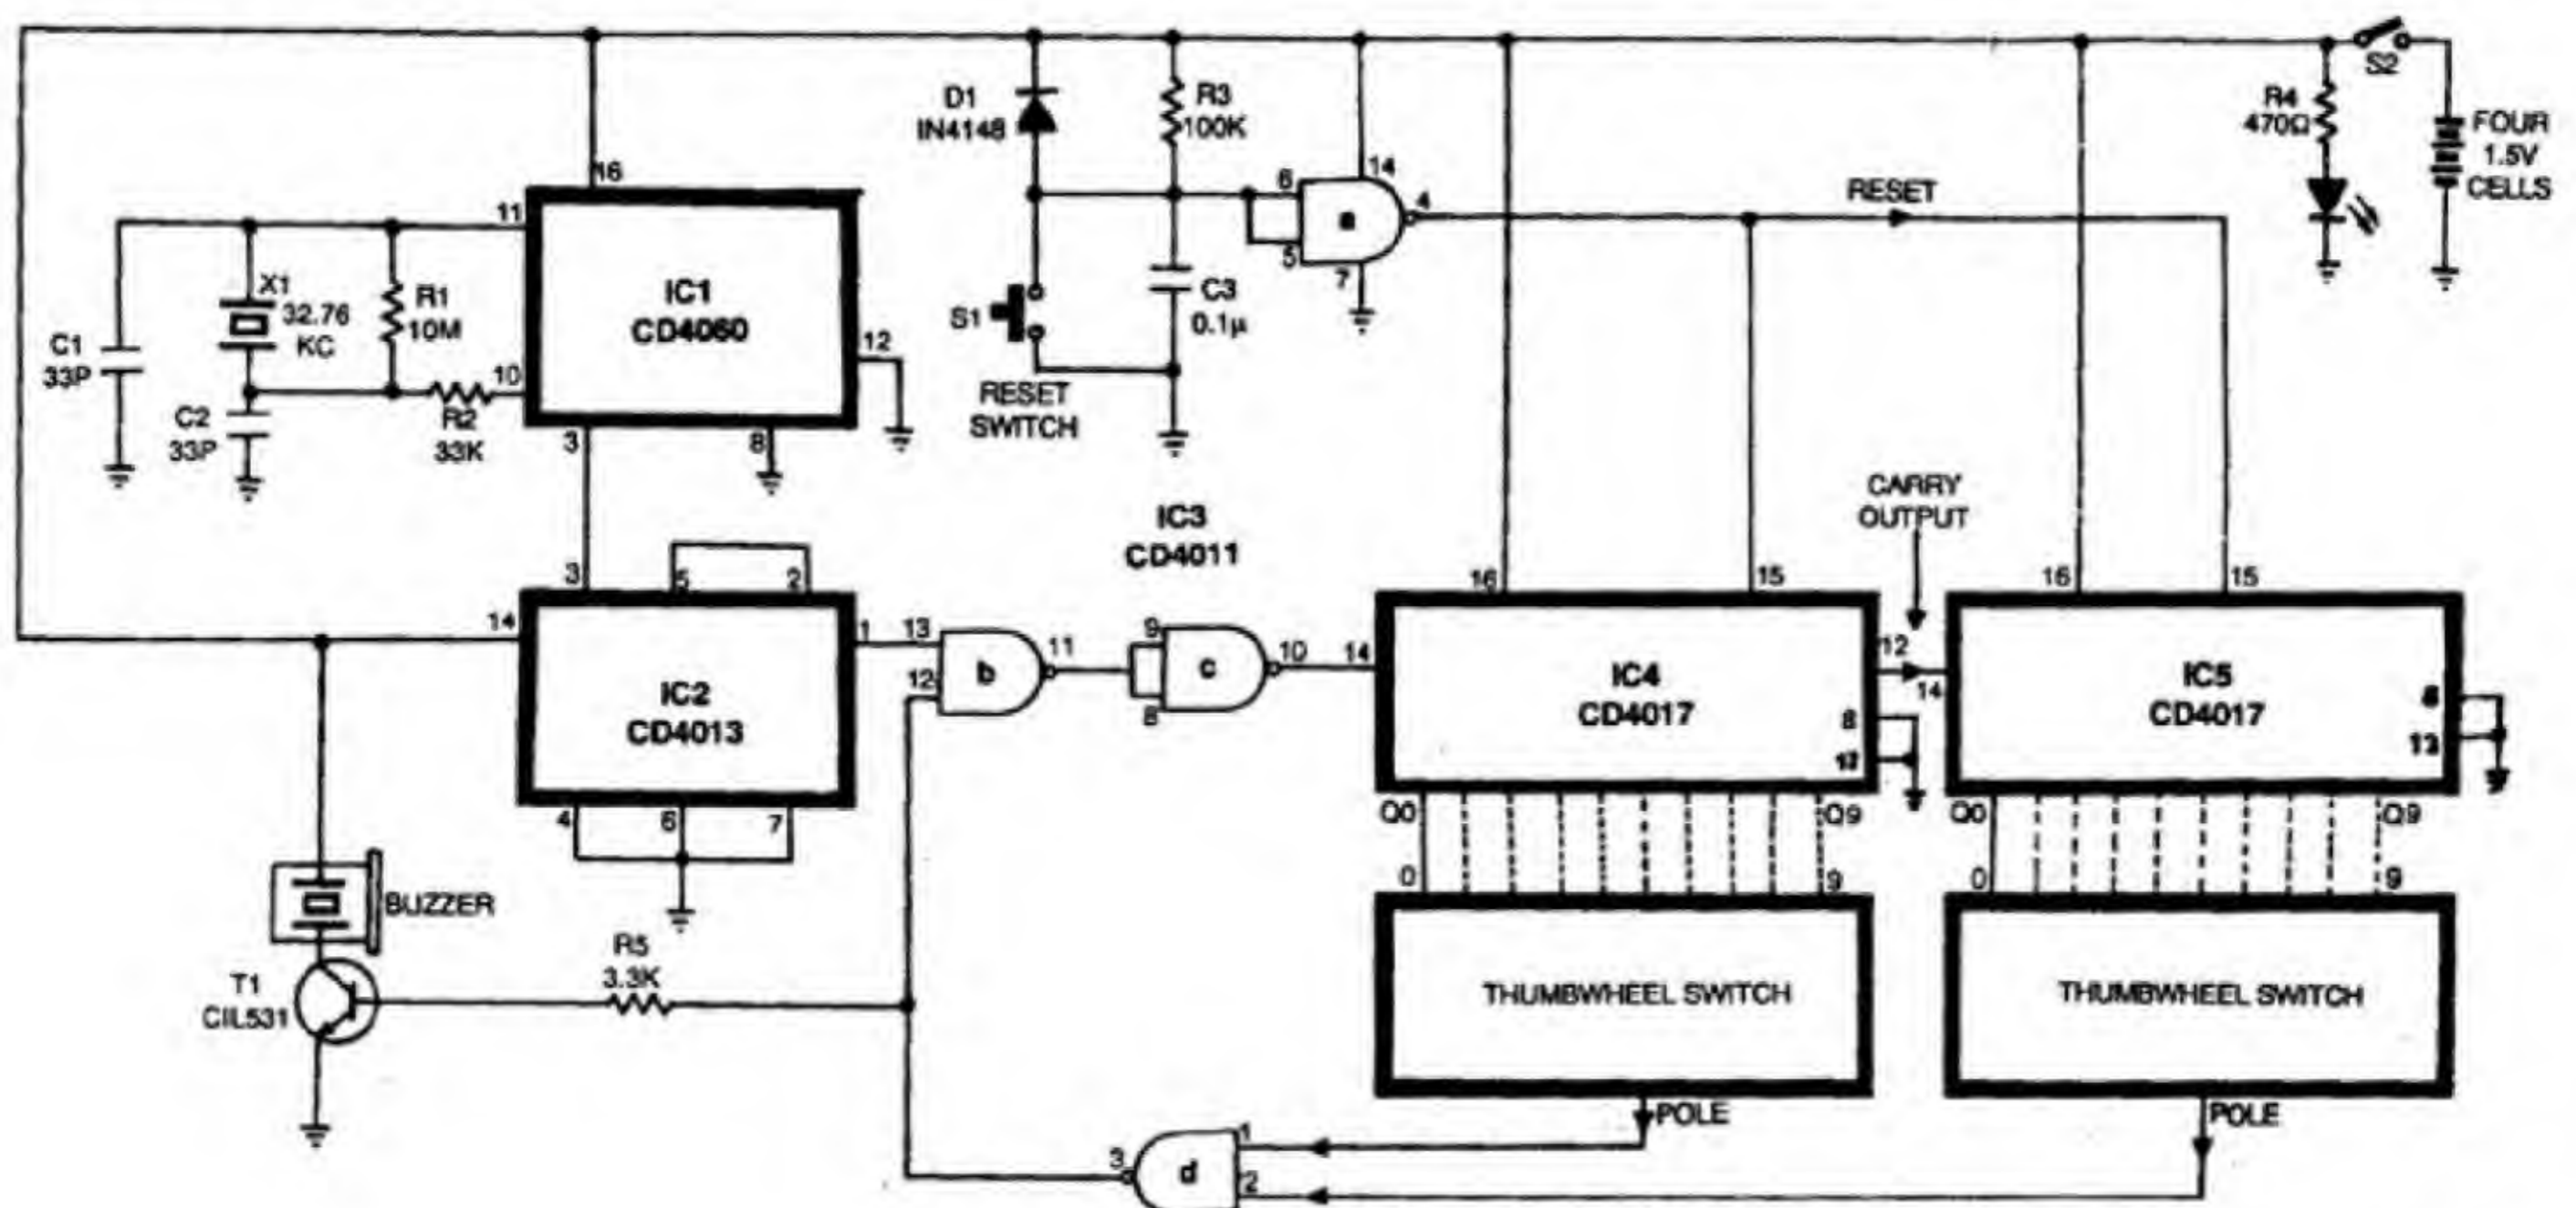 S2
D1
IN4148
R3
100K
R4
470Ω
FOUR
1.5V
CELLS
16
11
X1
32.76
KC
R1
10M
C1
33P
C2
33P
10
R2
33K
IC1
CD4060
12
3
8
S1
RESET
SWITCH
C3
0.1µ
6
5
14
7
a
4
RESET
IC3
CD4011
CARRY
OUTPUT
3
5
2
14
1
IC2
CD4013
4
6
7
13
12
b
11
9
8
c
10
14
16
15
IC4
CD4017
12
8
14
16
15
IC5
CD4017
13
Q0
Q9
0
9
Q0
Q9
0
9
BUZZER
T1
CIL531
R5
3.3K
THUMBWHEEL SWITCH
THUMBWHEEL SWITCH
POLE
POLE
3
d
1
2